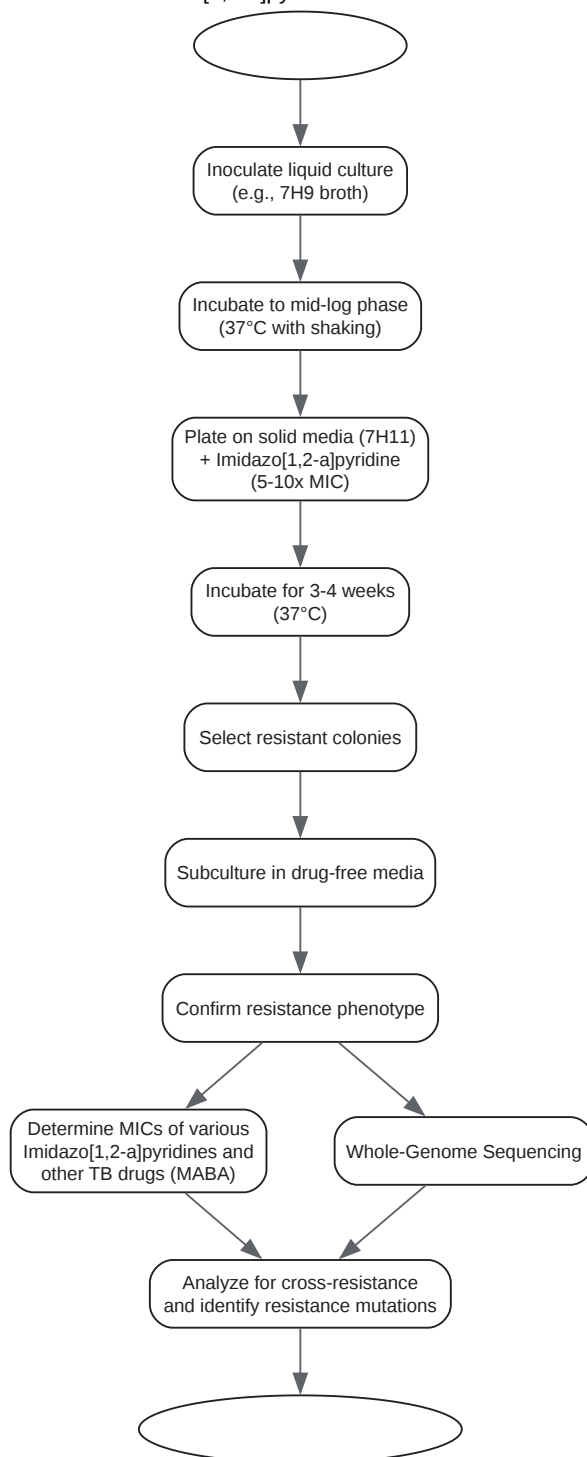 Inoculate liquid culture
(e.g., 7H9 broth)
Incubate to mid-log phase
(37°C with shaking)
Plate on solid media (7H11)
+ Imidazo[1,2-a]pyridine
(5-10x MIC)
Incubate for 3-4 weeks
(37°C)
Select resistant colonies
Subculture in drug-free media
Confirm resistance phenotype
Determine MICs of various
Imidazo[1,2-a]pyridines and
other TB drugs (MABA)
Whole-Genome Sequencing
Analyze for cross-resistance
and identify resistance mutations